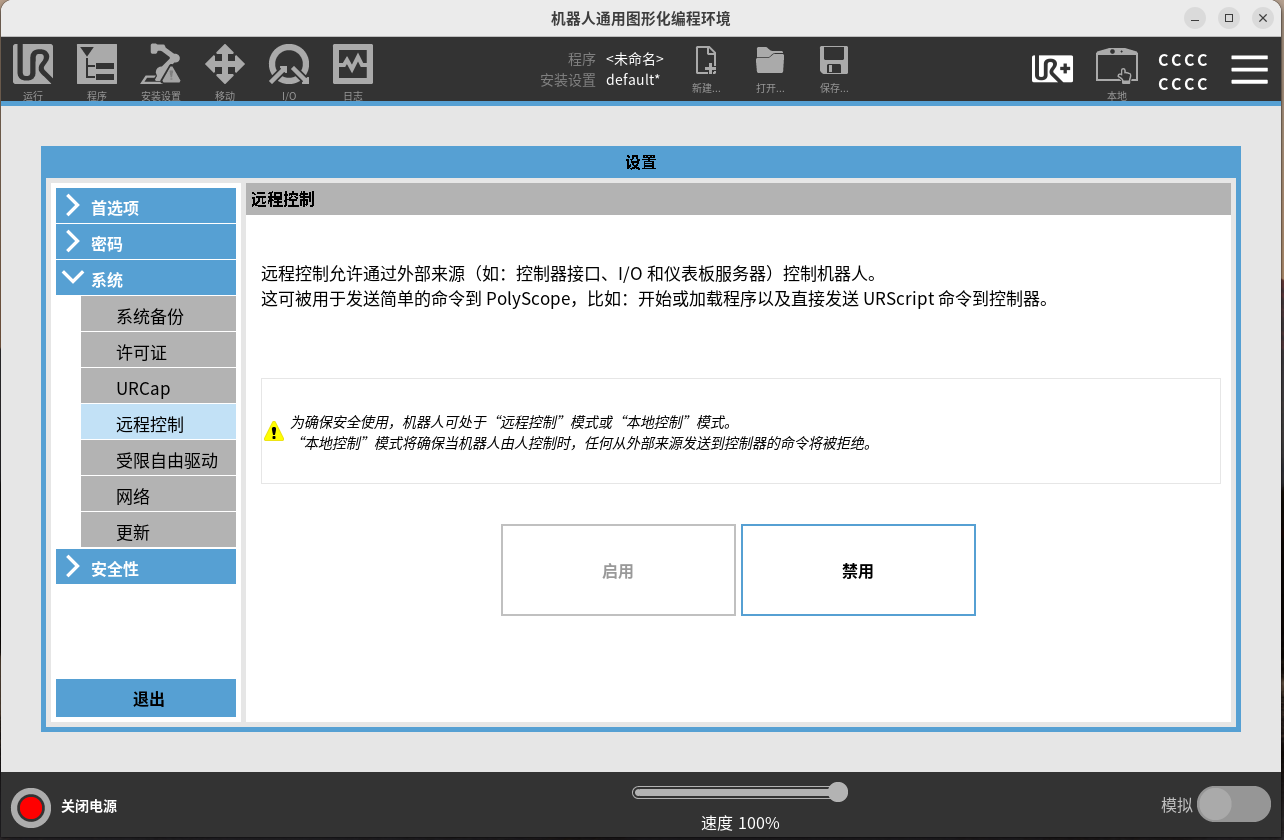 机器人通用图形化编程环境
运行
程序
安装设置
移动
I/O
日志
程序 <未命名>
安装设置 default*
新建...
打开...
保存...
UR+
本地
CCCC
CCCC
设置
首选项
密码
系统
系统备份
许可证
URCap
远程控制
受限自由驱动
网络
更新
安全性
退出
远程控制
远程控制允许通过外部来源（如：控制器接口、I/O 和仪表板服务器）控制机器人。
这可被用于发送简单的命令到 PolyScope，比如：开始或加载程序以及直接发送 URScript 命令到控制器。
为确保安全使用，机器人可处于“远程控制”模式或“本地控制”模式。
“本地控制”模式将确保当机器人由人控制时，任何从外部来源发送到控制器的命令将被拒绝。
启用
禁用
关闭电源
速度 100%
模拟